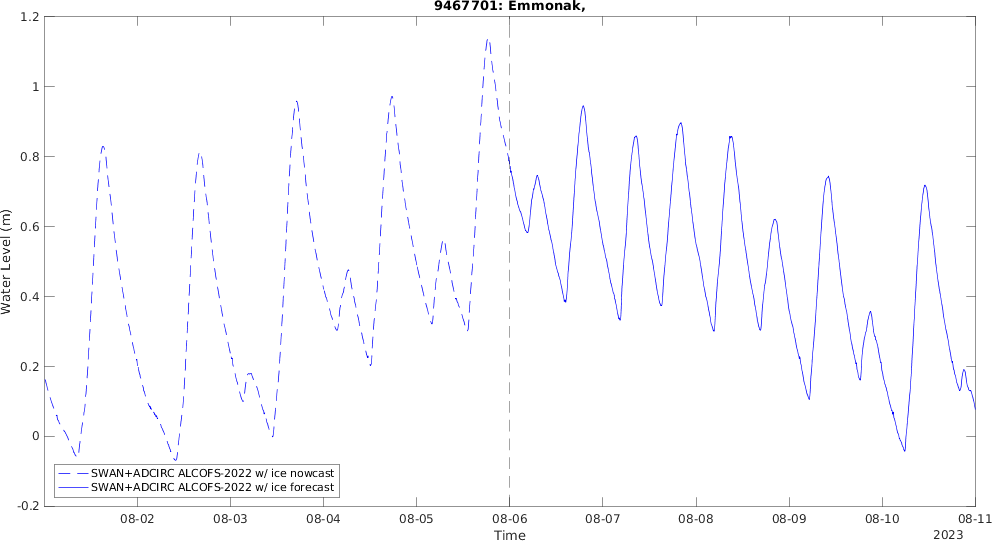 9467701: Emmonak,
1.2
1
0.8
0.6
0.4
0.2
0
-0.2
Water Level (m)
SWAN+ADCIRC ALCOFS-2022 w/ ice nowcast
SWAN+ADCIRC ALCOFS-2022 w/ ice forecast
08-02 08-03 08-04 08-05 08-06 08-07 08-08 08-09 08-10 08-11
Time
2023